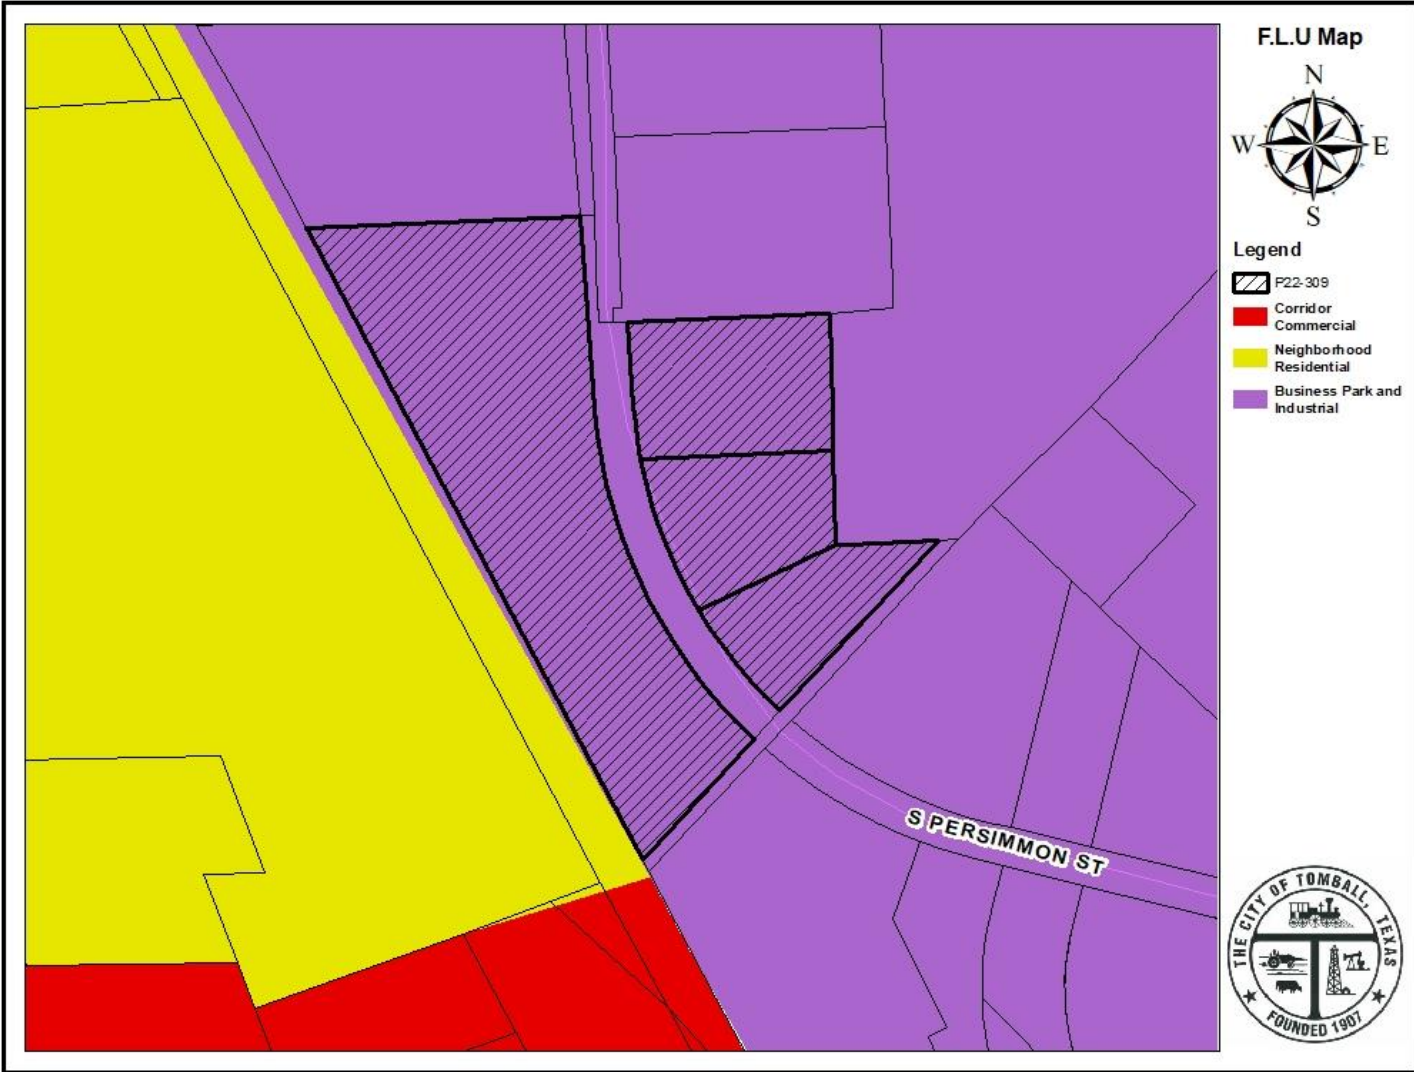 F.L.U Map
N
W E
S
Legend
P22-309
Corridor
Commercial
Neighborhood
Residential
Business Park and
Industrial
S PERSIMMON ST
THE CITY OF TOMBALL, TEXAS
FOUNDED 1907